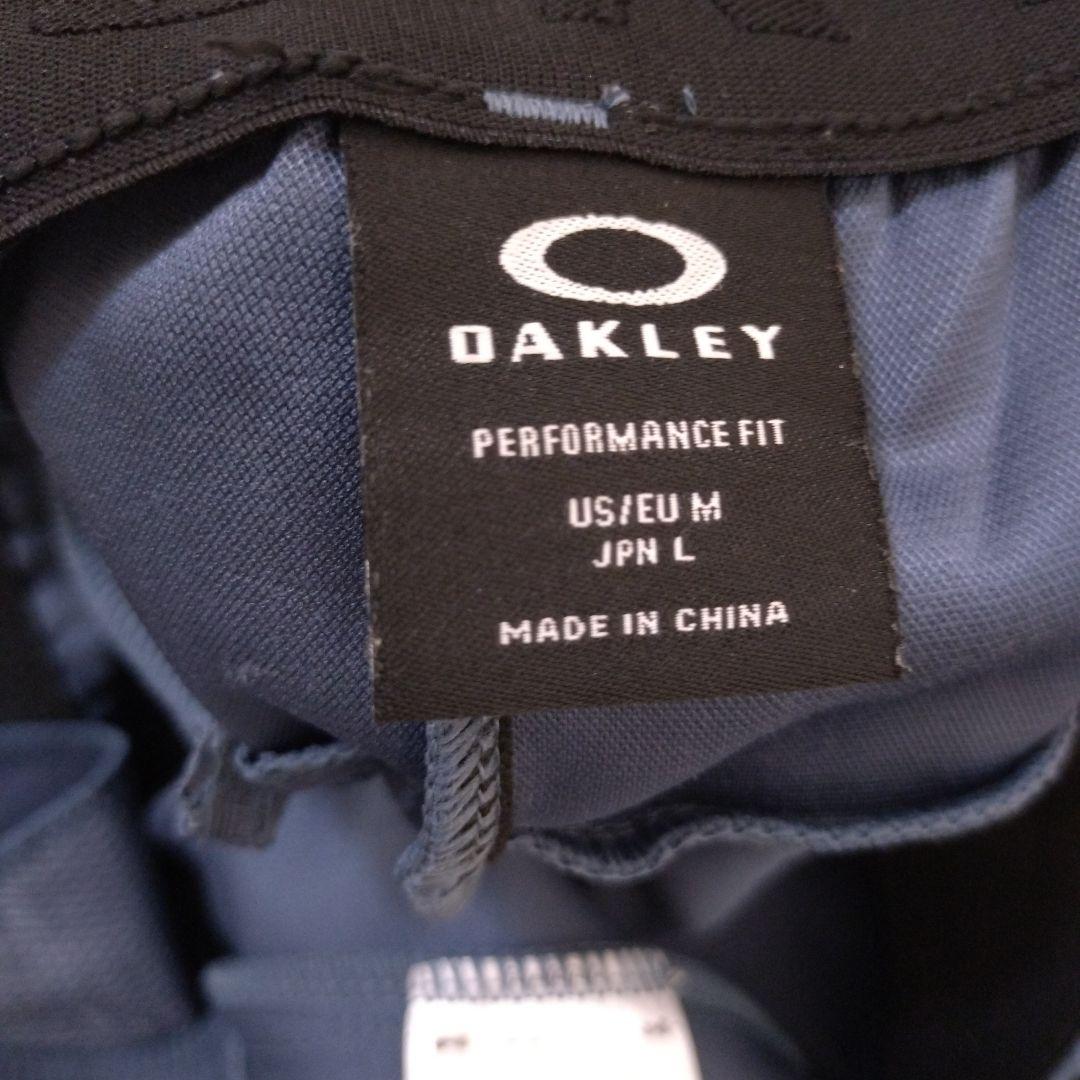 OAKLEY
PERFORMANCE FIT
US/EU M
JPN L
MADE IN CHINA